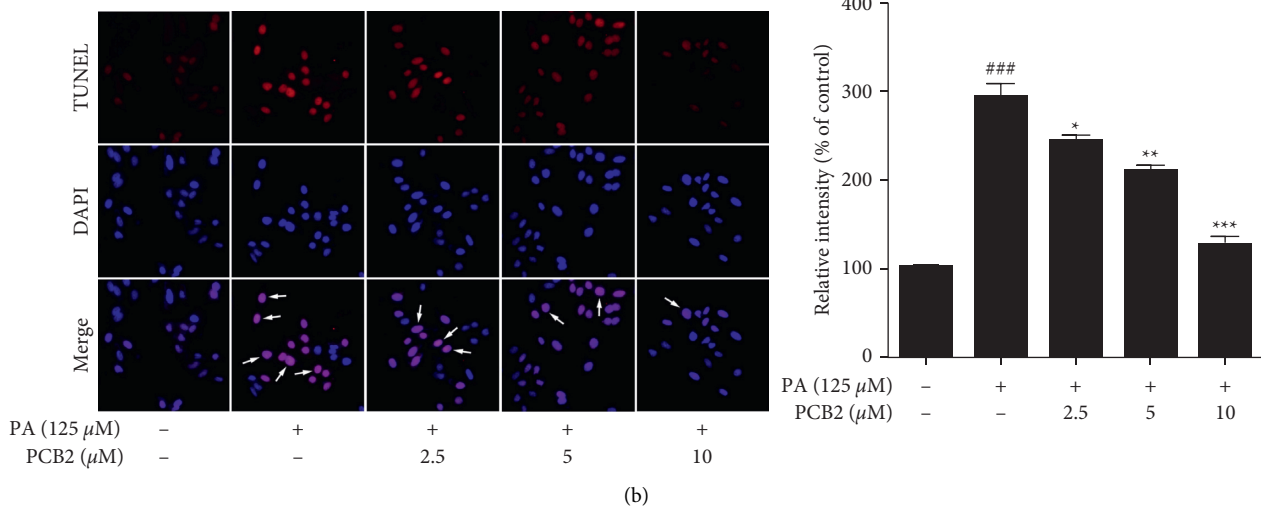 TUNEL
DAPI
Merge
PA (125 μM) – + + + +
PCB2 (μM) – – 2.5 5 10
Relative intensity (% of control)
400
300
200
100
0
###
*
**
***
PA (125 μM) – + + + +
PCB2 (μM) – – 2.5 5 10
(b)